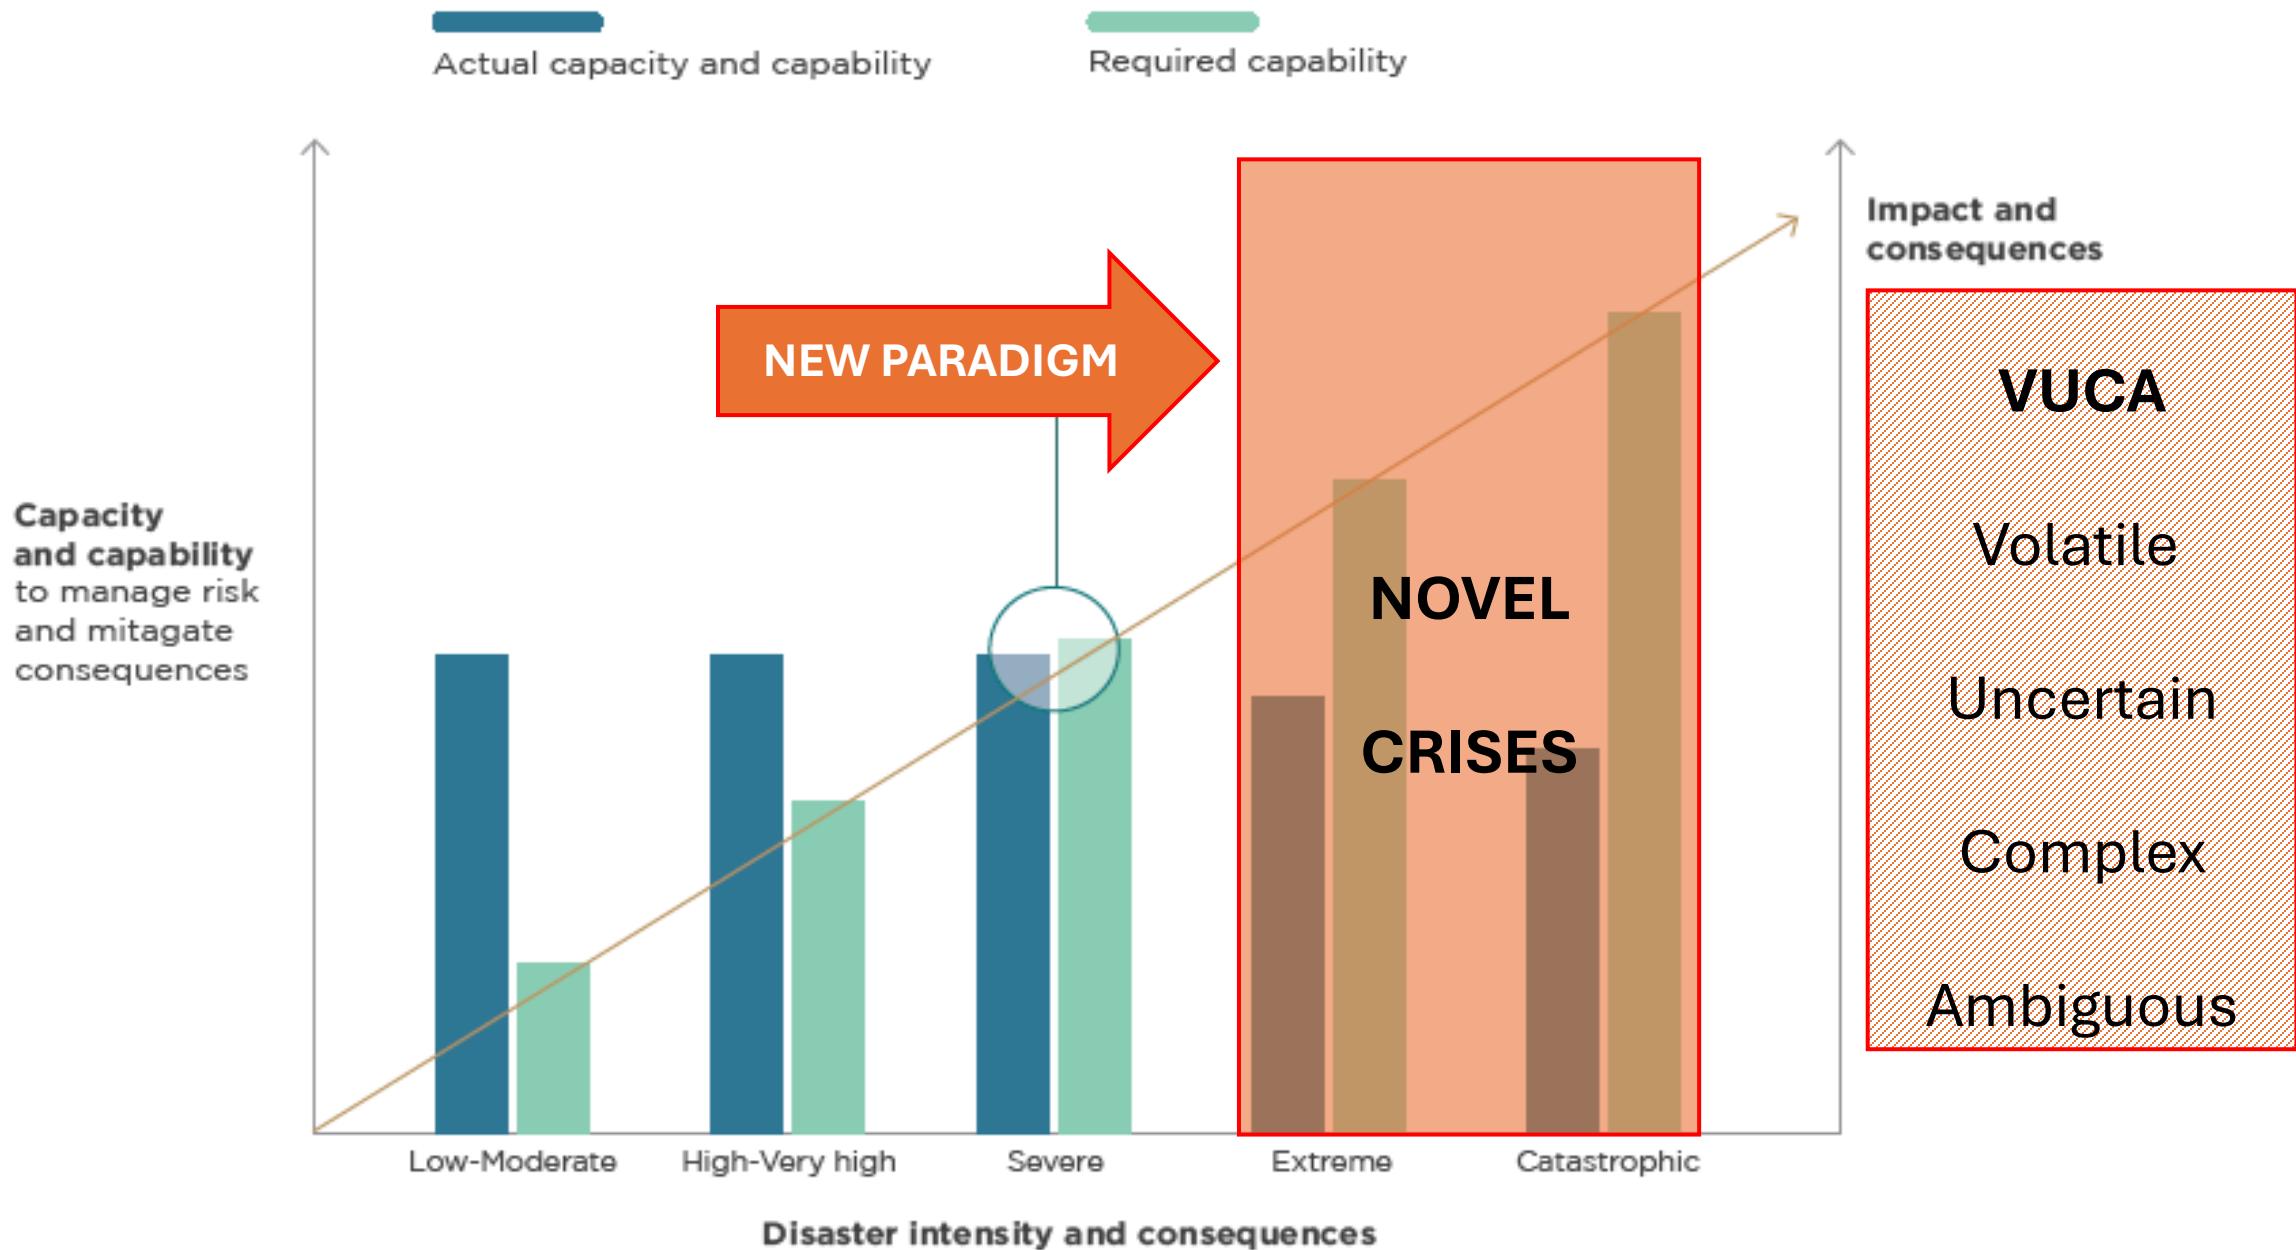 Actual capacity and capability
Required capability
Impact and
consequences
NEW PARADIGM
VUCA
Volatile
Uncertain
Complex
Ambiguous
Capacity
and capability
to manage risk
and mitagate
consequences
NOVEL
CRISES
Low-Moderate
High-Very high
Severe
Extreme
Catastrophic
Disaster intensity and consequences